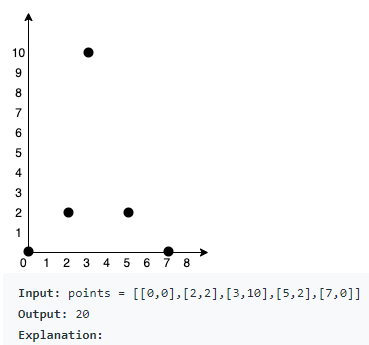 10
9
8
7
6
5
4
3
2
1
0 1 2 3 4 5 6 7 8
Input: points = [[0,0],[2,2],[3,10],[5,2],[7,0]]
Output: 20
Explanation: